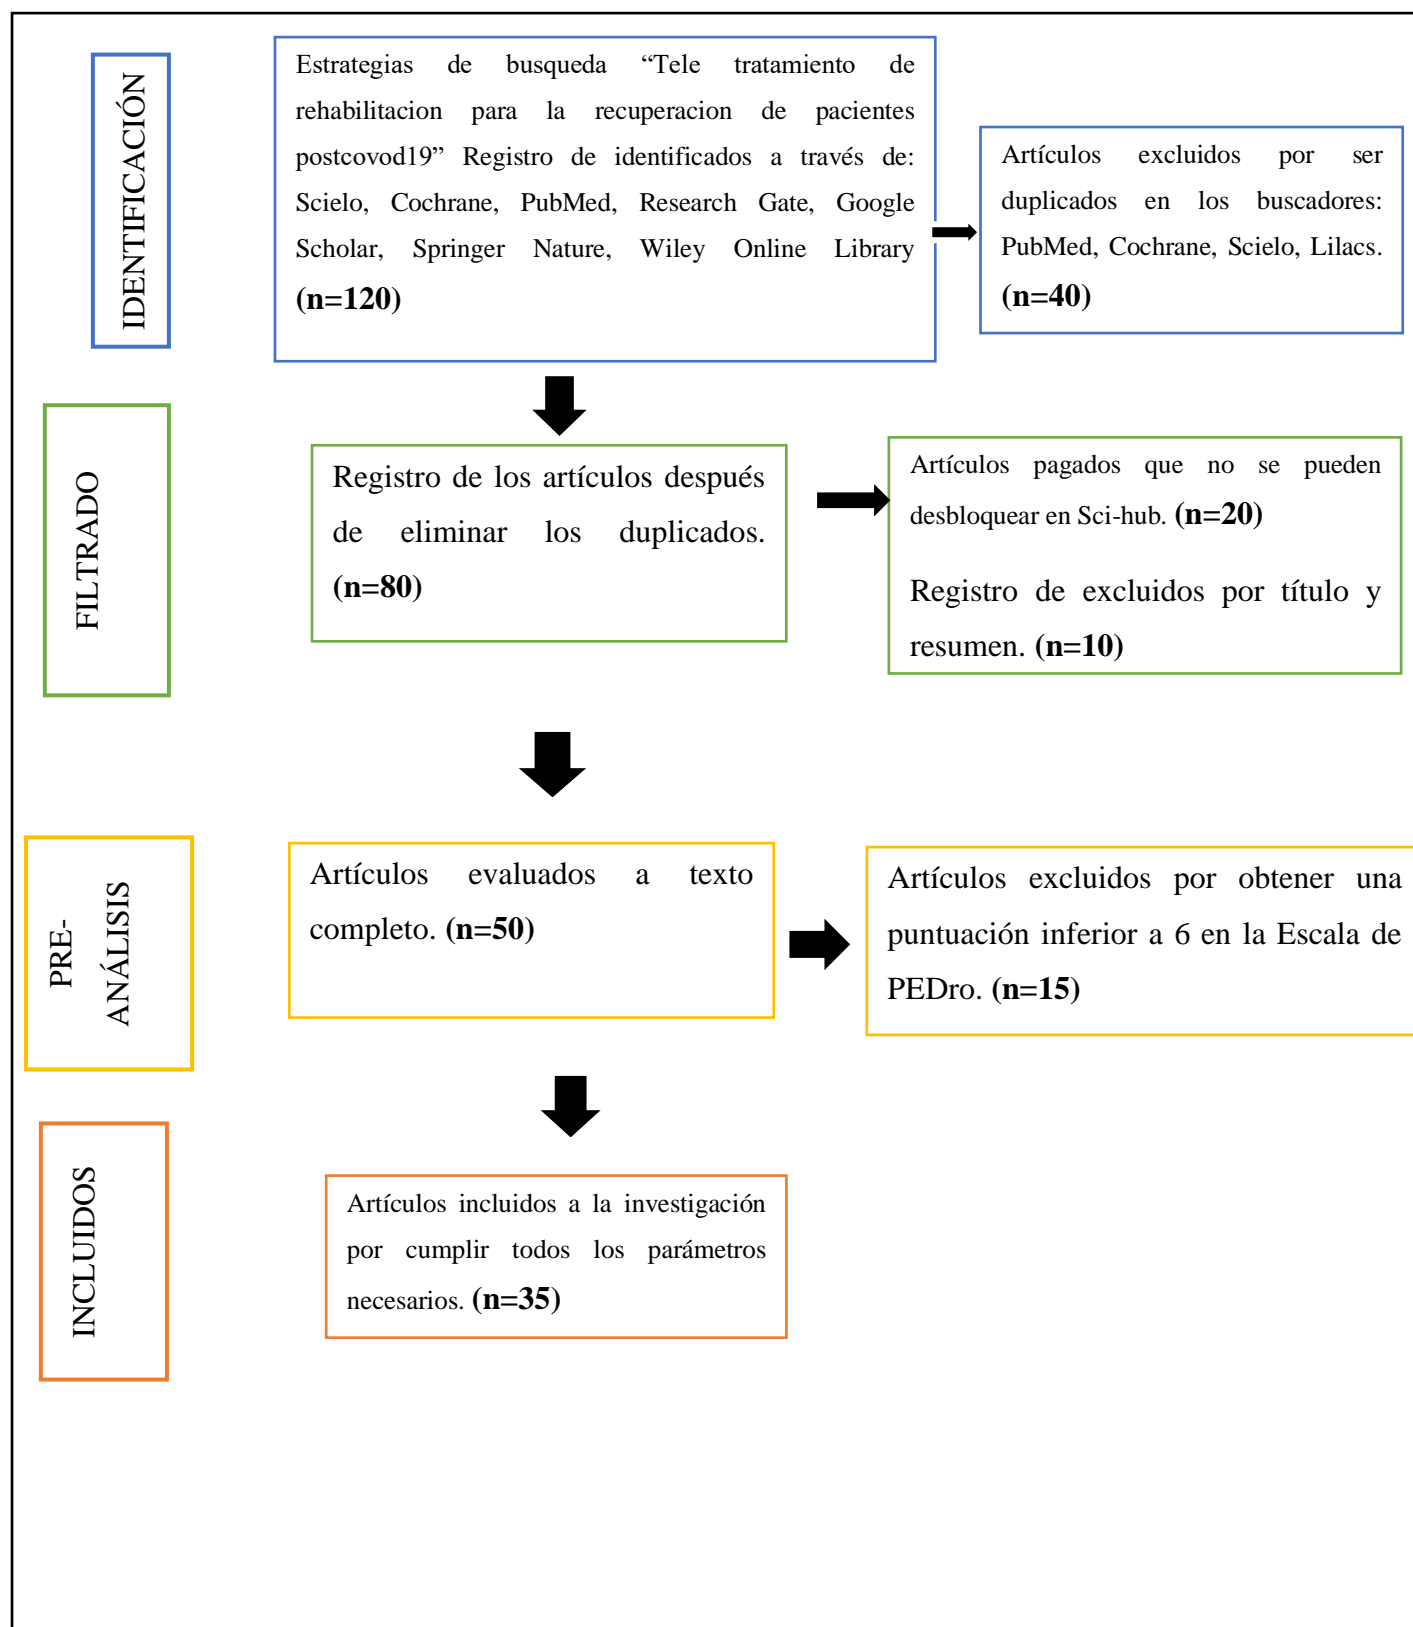 IDENTIFICACIÓN
Estrategias de busqueda “Tele tratamiento de
rehabilitacion para la recuperacion de pacientes
postcovod19” Registro de identificados a través de:
Scielo, Cochrane, PubMed, Research Gate, Google
Scholar, Springer Nature, Wiley Online Library
(n=120)
Artículos excluidos por ser
duplicados en los buscadores:
PubMed, Cochrane, Scielo, Lilacs.
(n=40)
FILTRADO
Registro de los artículos después
de eliminar los duplicados.
(n=80)
Artículos pagados que no se pueden
desbloquear en Sci-hub. (n=20)
Registro de excluidos por título y
resumen. (n=10)
PRE-
ANÁLISIS
Artículos evaluados a texto
completo. (n=50)
Artículos excluidos por obtener una
puntuación inferior a 6 en la Escala de
PEDro. (n=15)
INCLUIDOS
Artículos incluidos a la investigación
por cumplir todos los parámetros
necesarios. (n=35)